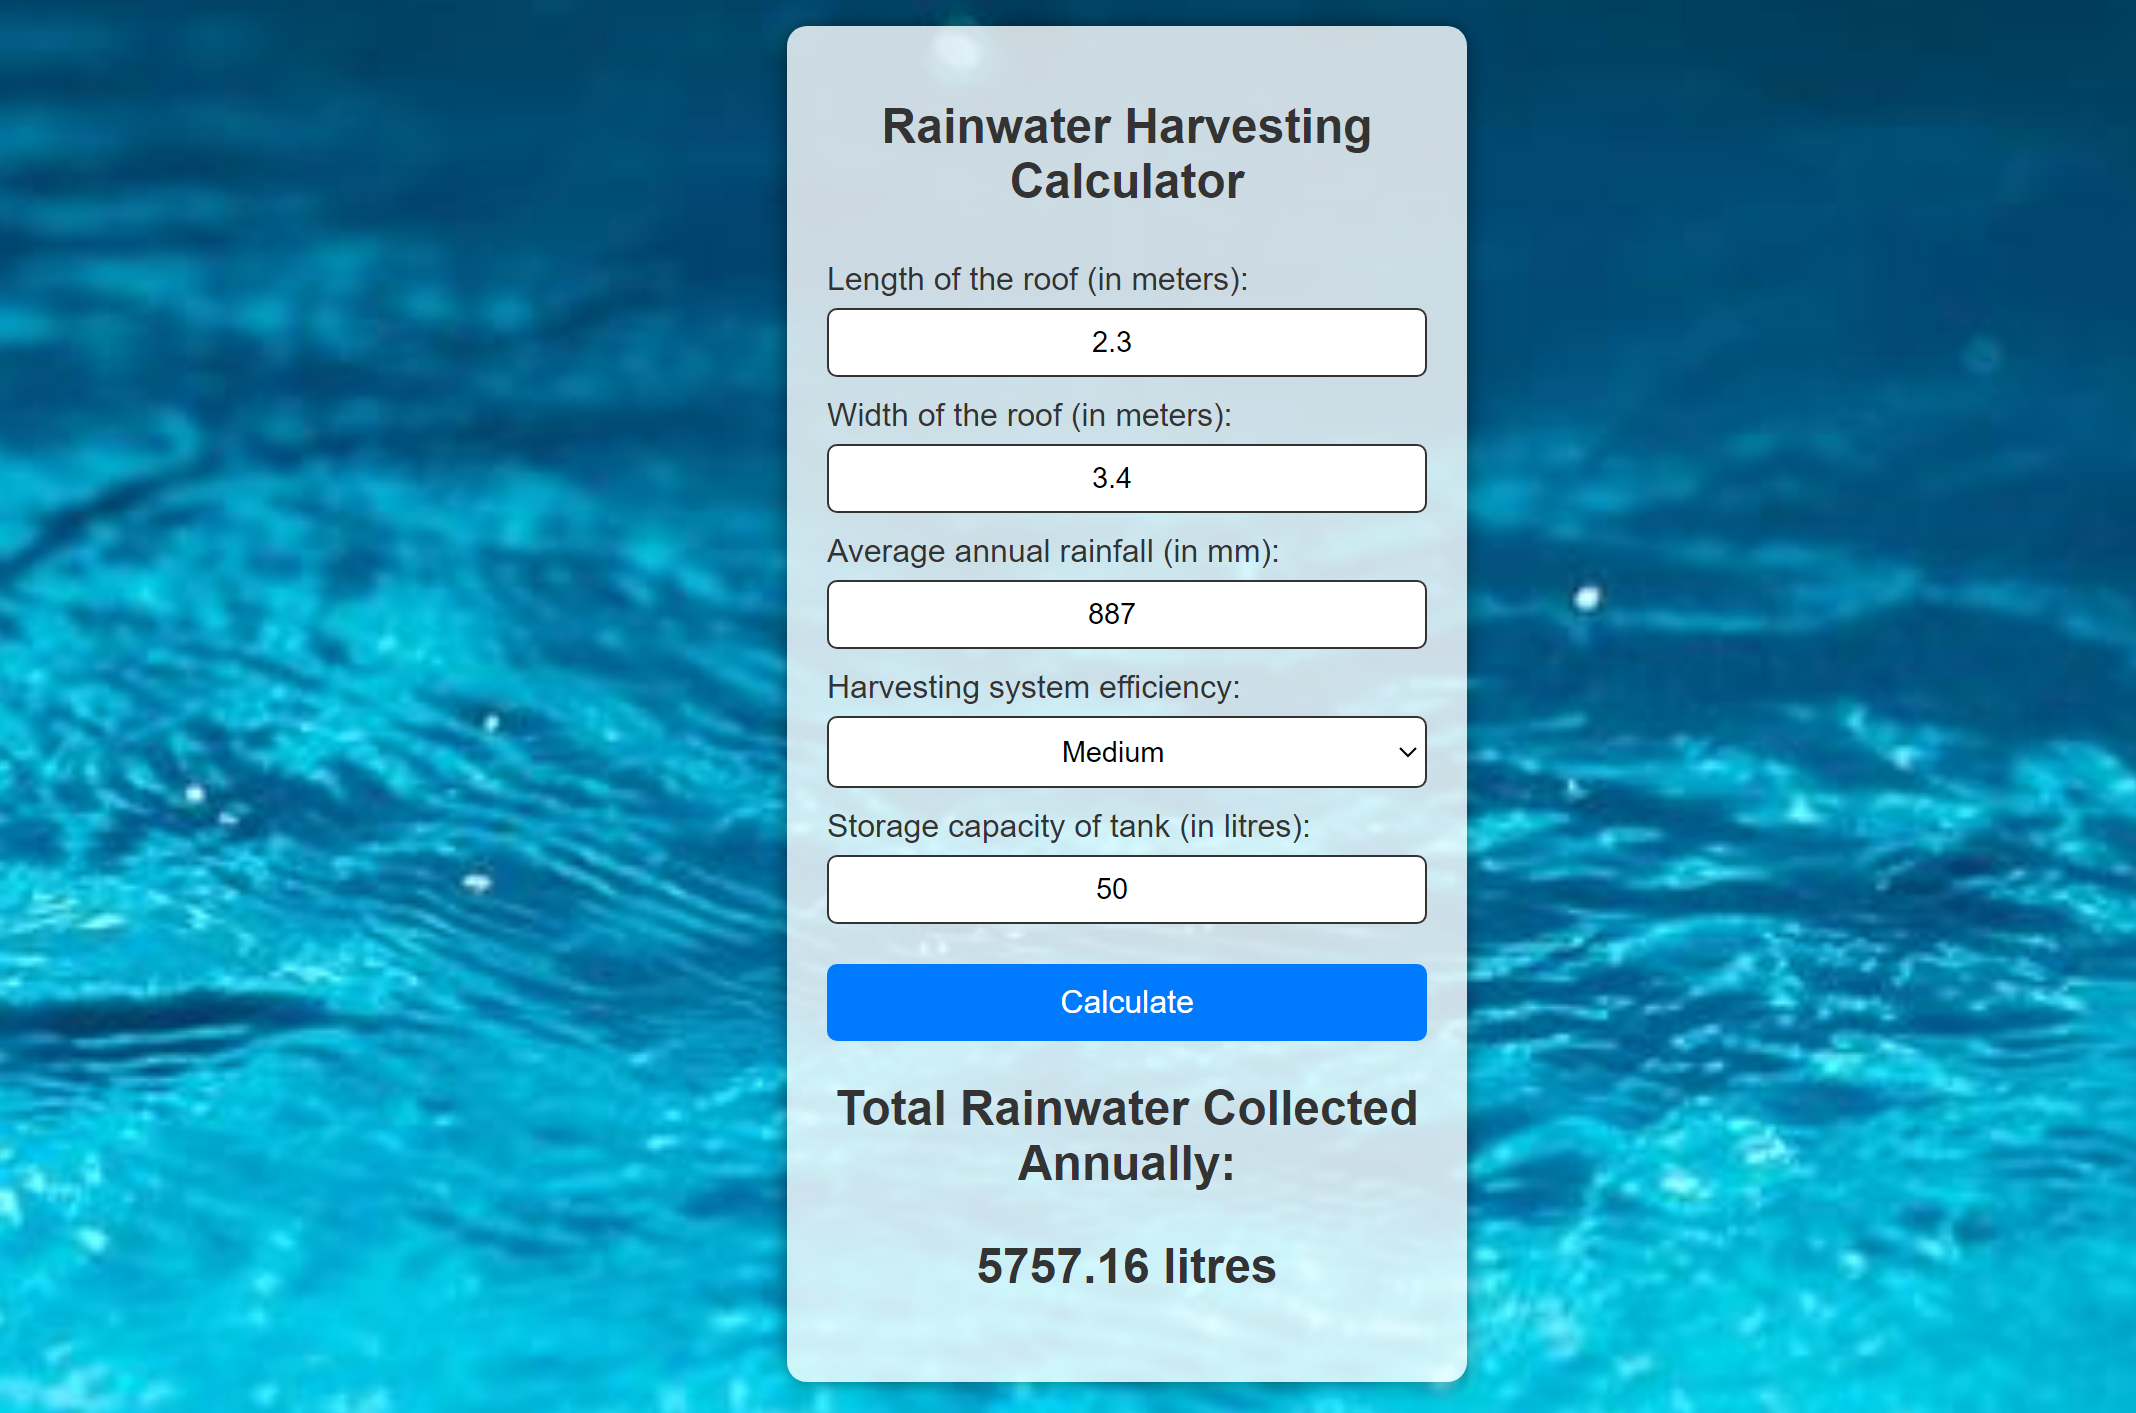 Rainwater Harvesting
Calculator
Length of the roof (in meters):
2.3
Width of the roof (in meters):
3.4
Average annual rainfall (in mm):
887
Harvesting system efficiency:
Medium
Storage capacity of tank (in litres):
50
Calculate
Total Rainwater Collected
Annually:
5757.16 litres